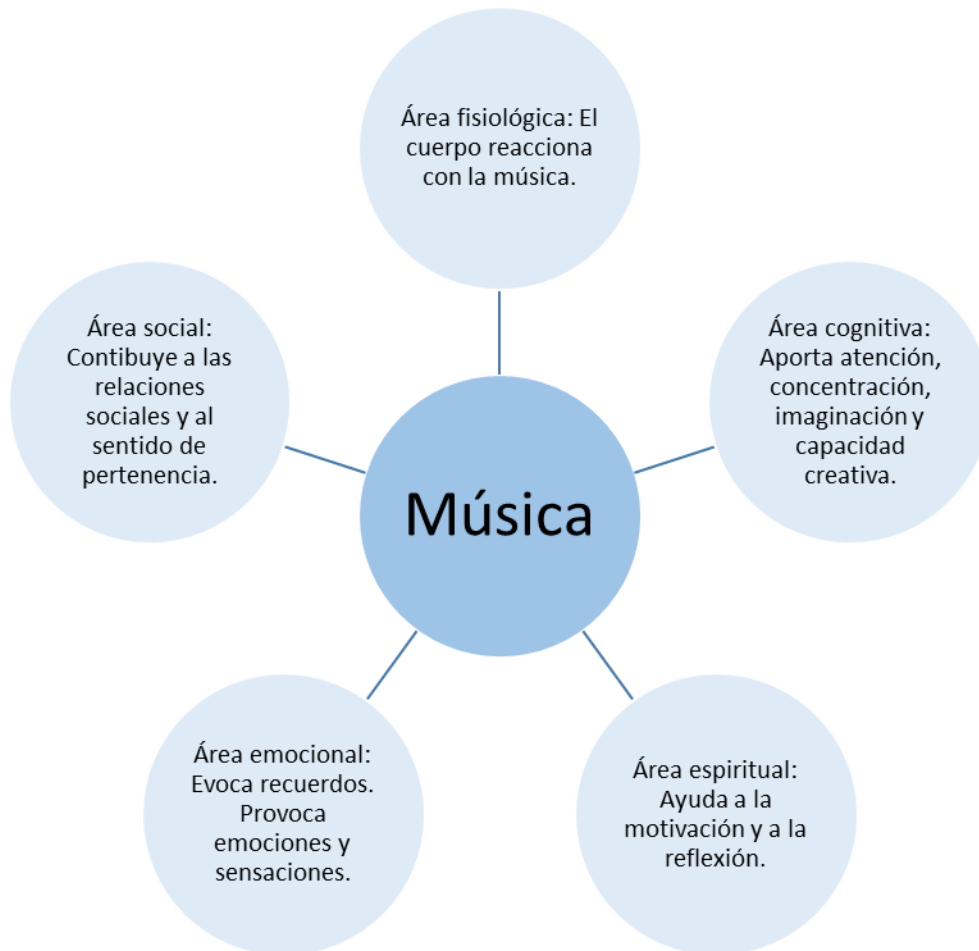 Área fisiológica: El
cuerpo reacciona
con la música.
Área social:
Contibuye a las
relaciones
sociales y al
sentido de
pertenencia.
Área cognitiva:
Aporta atención,
concentración,
imaginación y
capacidad
creativa.
Música
Área emocional:
Evoca recuerdos.
Provoca
emociones y
sensaciones.
Área espiritual:
Ayuda a la
motivación y a la
reflexión.